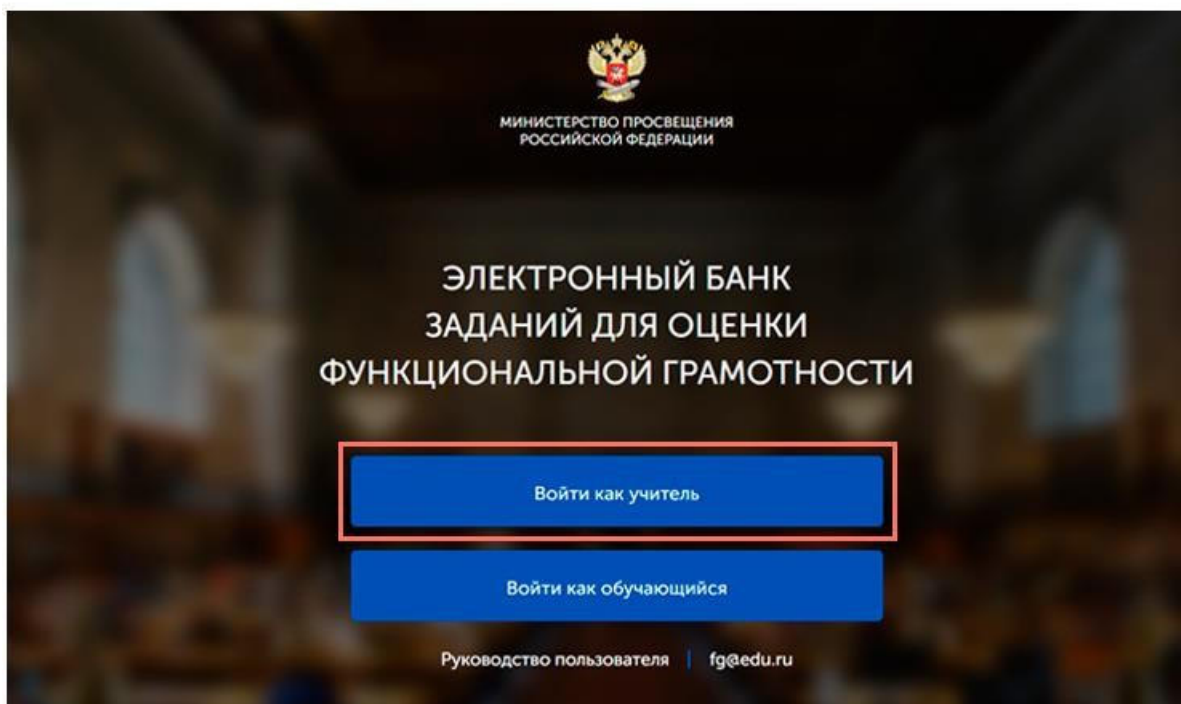 МИНИСТЕРСТВО ПРОСВЕЩЕНИЯ
РОССИЙСКОЙ ФЕДЕРАЦИИ
ЭЛЕКТРОННЫЙ БАНК
ЗАДАНИЙ ДЛЯ ОЦЕНКИ
ФУНКЦИОНАЛЬНОЙ ГРАМОТНОСТИ
Войти как учитель
Войти как обучающийся
Руководство пользователя | fg@edu.ru